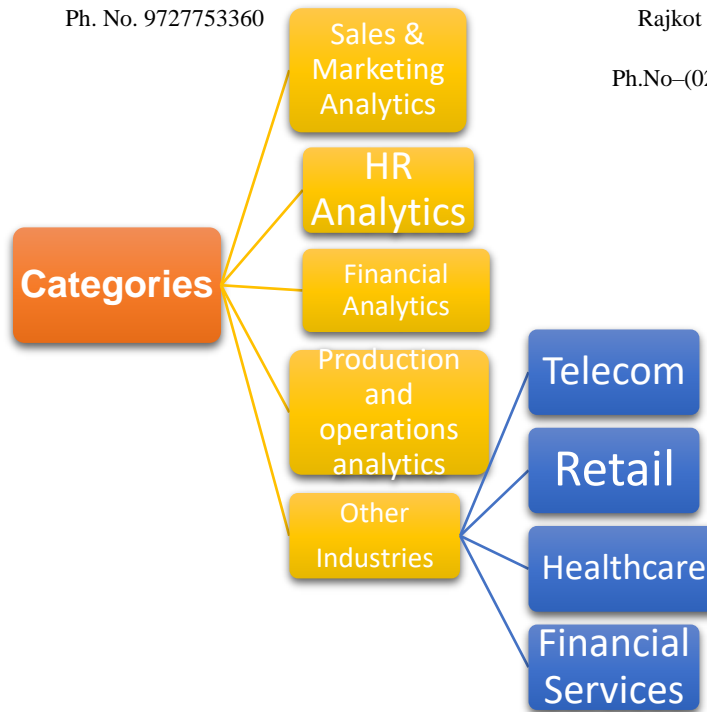 Ph. No. 9727753360
Rajkot
Ph.No–(02
Sales &
Marketing
Analytics
HR
Analytics
Categories
Financial
Analytics
Production
and
operations
analytics
Other
Industries
Telecom
Retail
Healthcare
Financial
Services